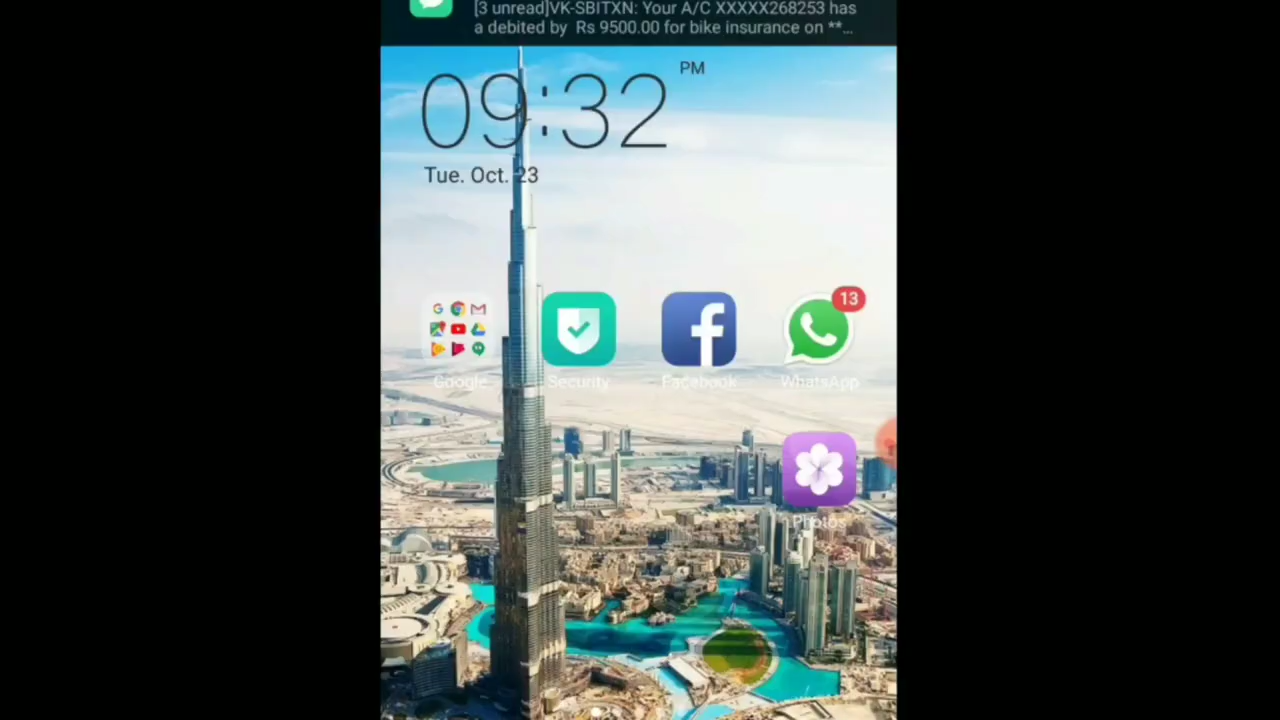 [3 unread]VK-SBITXN: Your A/C XXXXX268253 has
a debited by Rs 9500.00 for bike insurance on **...
09:32 PM
Tue. Oct. 23
13
Google
Security
Facebook
WhatsApp
Photos